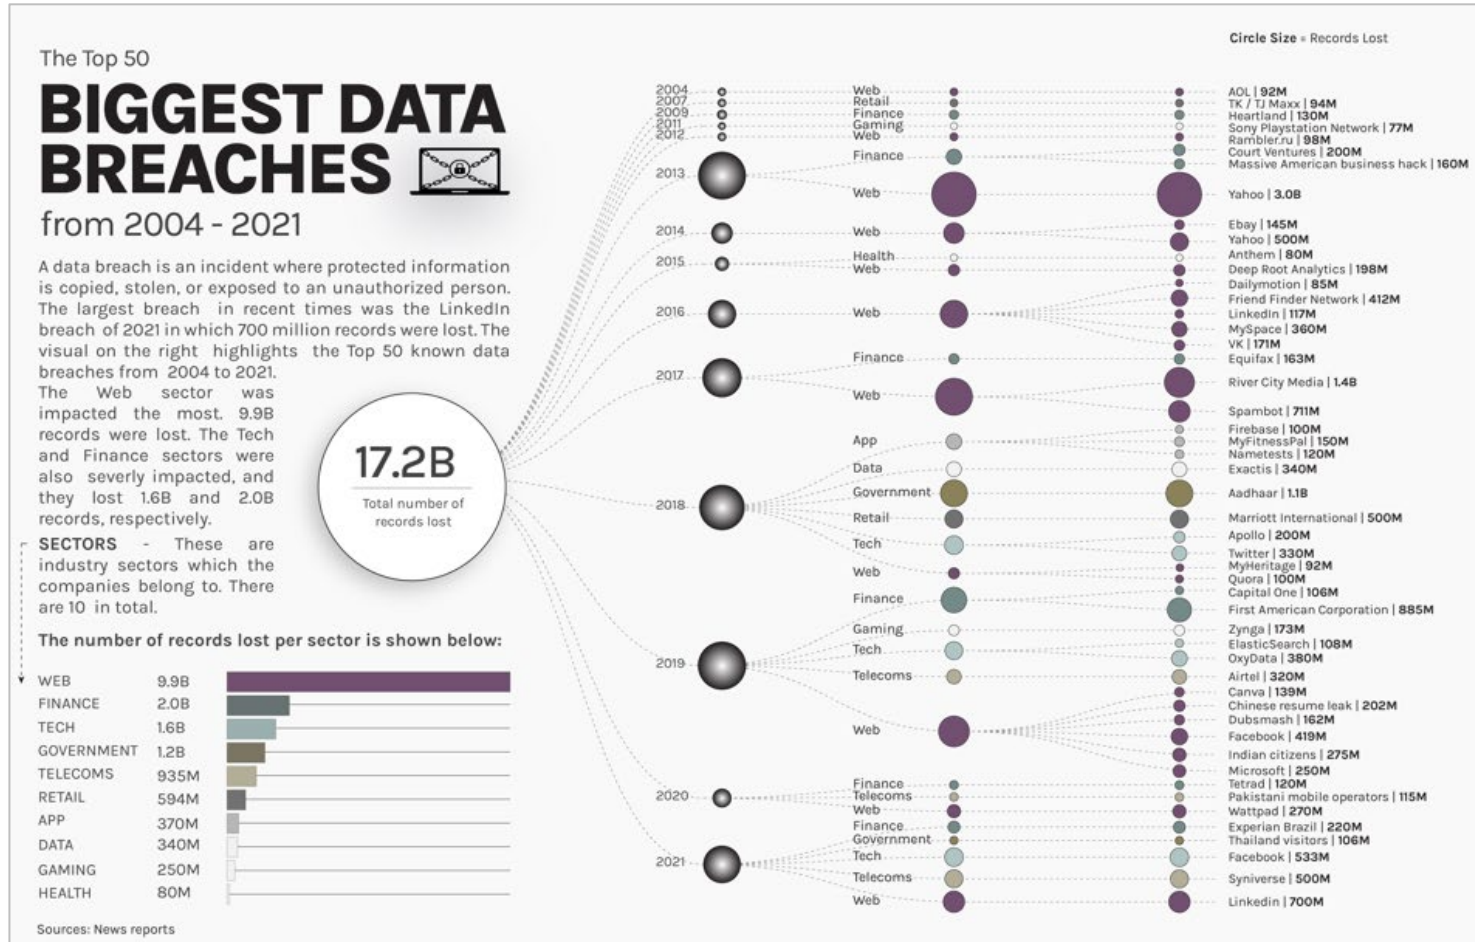 The Top 50
BIGGEST DATA
BREACHES
from 2004 - 2021
A data breach is an incident where protected information
is copied, stolen, or exposed to an unauthorized person.
The largest breach in recent times was the LinkedIn
breach of 2021 in which 700 million records were lost. The
visual on the right highlights the Top 50 known data
breaches from 2004 to 2021.
The Web sector was
impacted the most. 9.9B
records were lost. The Tech
and Finance sectors were
also severly impacted, and
they lost 1.6B and 2.0B
records, respectively.
SECTORS - These are
industry sectors which the
companies belong to. There
are 10 in total.
17.2B
Total number of
records lost
The number of records lost per sector is shown below:
WEB 9.9B
FINANCE 2.0B
TECH 1.6B
GOVERNMENT 1.2B
TELECOMS 935M
RETAIL 594M
APP 370M
DATA 340M
GAMING 250M
HEALTH 80M
Sources: News reports
Circle Size = Records Lost
2004 Web AOL | 92M
2007 Retail TK / TJ Maxx | 94M
2009 Finance Heartland | 130M
2011 Gaming Sony Playstation Network | 77M
2012 Web Rambler.ru | 98M
2013
Finance
Court Ventures | 200M
Massive American business hack | 160M
Web Yahoo | 3.0B
2014 Web
Ebay | 145M
Yahoo | 500M
2015
Health Anthem | 80M
Web Deep Root Analytics | 198M
2016 Web
Dailymotion | 85M
Friend Finder Network | 412M
LinkedIn | 117M
MySpace | 360M
VK | 171M
2017
Finance Equifax | 163M
Web
River City Media | 1.4B
Spambot | 711M
2018
App
Firebase | 100M
MyFitnessPal | 150M
Nametests | 120M
Data Exactis | 340M
Government Aadhaar | 1.1B
Retail Marriott International | 500M
Tech
Apollo | 200M
Twitter | 330M
Web
MyHeritage | 92M
Quora | 100M
2019
Finance
Capital One | 106M
First American Corporation | 885M
Gaming Zynga | 173M
Tech
ElasticSearch | 108M
OxyData | 380M
Telecoms Airtel | 320M
Web
Canva | 139M
Chinese resume leak | 202M
Dubsmash | 162M
Facebook | 419M
Indian citizens | 275M
Microsoft | 250M
2020
Finance Tetrad | 120M
Telecoms Pakistani mobile operators | 115M
Web Wattpad | 270M
2021
Finance Experian Brazil | 220M
Government Thailand visitors | 106M
Tech Facebook | 533M
Telecoms Syniverse | 500M
Web Linkedin | 700M